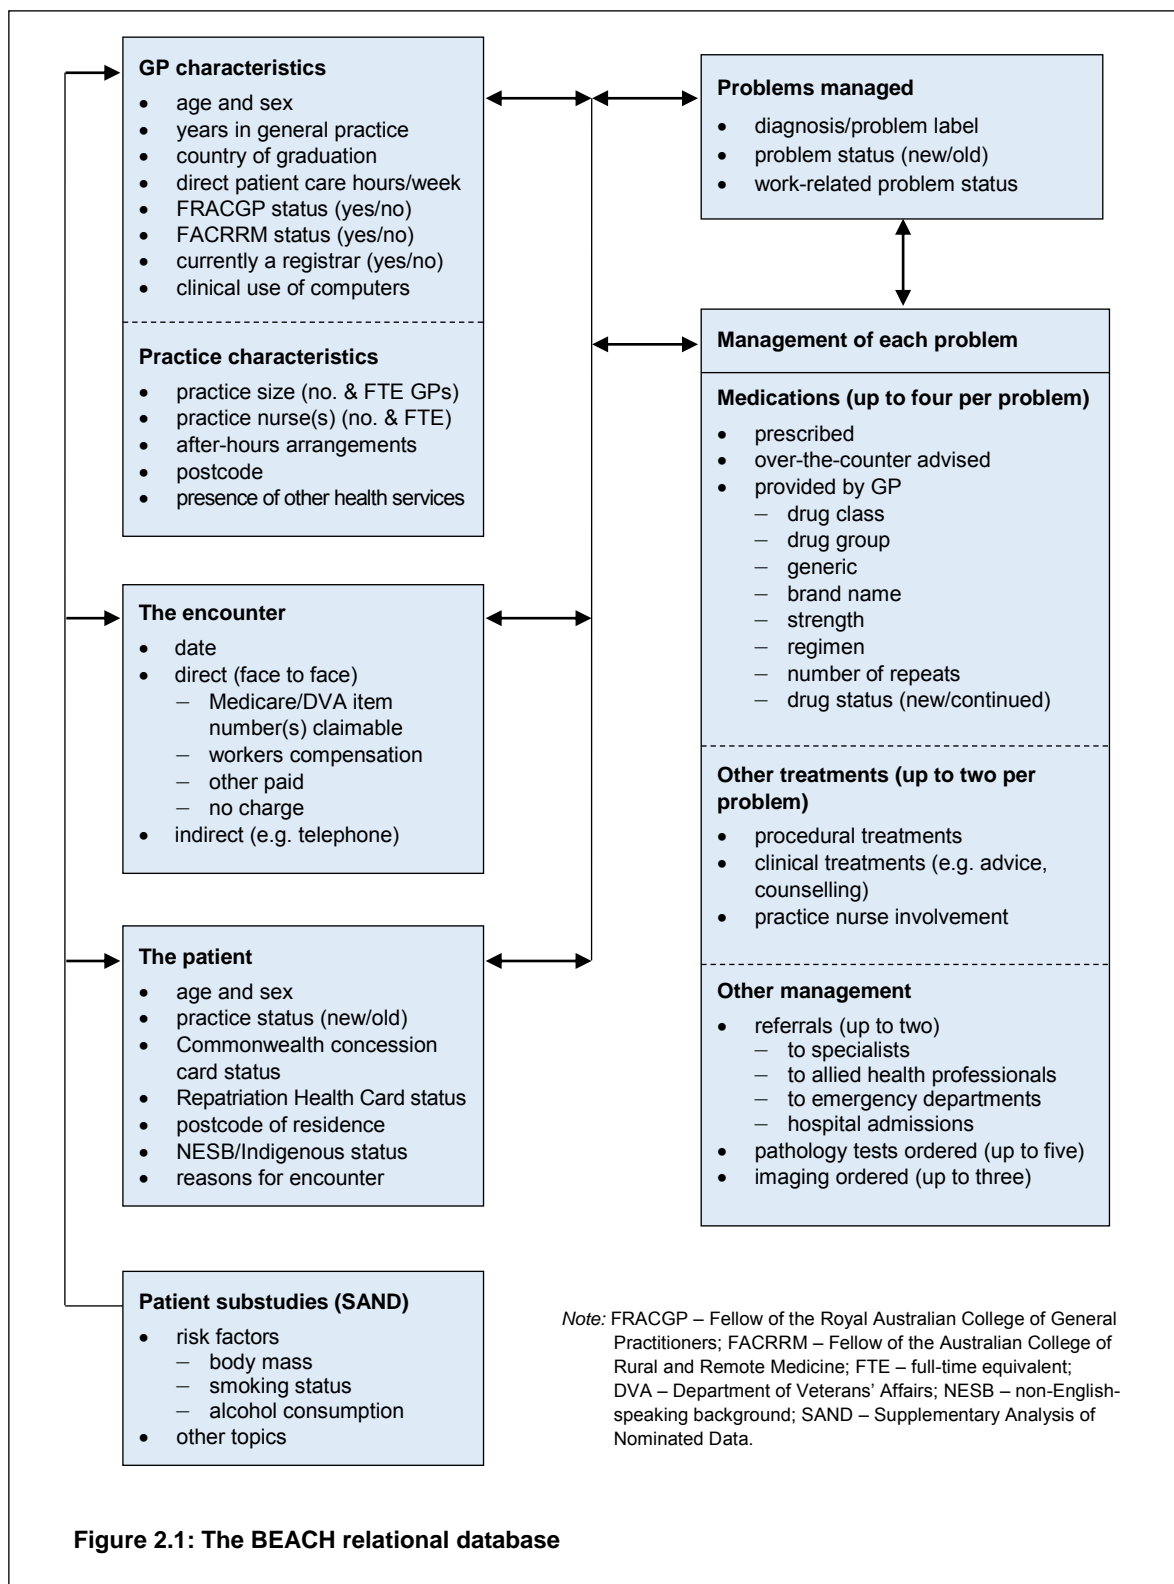 GP characteristics
• age and sex
• years in general practice
• country of graduation
• direct patient care hours/week
• FRACGP status (yes/no)
• FACRRM status (yes/no)
• currently a registrar (yes/no)
• clinical use of computers
Practice characteristics
• practice size (no. & FTE GPs)
• practice nurse(s) (no. & FTE)
• after-hours arrangements
• postcode
• presence of other health services
The encounter
• date
• direct (face to face)
– Medicare/DVA item
number(s) claimable
– workers compensation
– other paid
– no charge
• indirect (e.g. telephone)
The patient
• age and sex
• practice status (new/old)
• Commonwealth concession
card status
• Repatriation Health Card status
• postcode of residence
• NESB/Indigenous status
• reasons for encounter
Patient substudies (SAND)
• risk factors
– body mass
– smoking status
– alcohol consumption
• other topics
Problems managed
• diagnosis/problem label
• problem status (new/old)
• work-related problem status
Management of each problem
Medications (up to four per problem)
• prescribed
• over-the-counter advised
• provided by GP
– drug class
– drug group
– generic
– brand name
– strength
– regimen
– number of repeats
– drug status (new/continued)
Other treatments (up to two per
problem)
• procedural treatments
• clinical treatments (e.g. advice,
counselling)
• practice nurse involvement
Other management
• referrals (up to two)
– to specialists
– to allied health professionals
– to emergency departments
– hospital admissions
• pathology tests ordered (up to five)
• imaging ordered (up to three)
Note: FRACGP – Fellow of the Royal Australian College of General
Practitioners; FACRRM – Fellow of the Australian College of
Rural and Remote Medicine; FTE – full-time equivalent;
DVA – Department of Veterans’ Affairs; NESB – non-English-
speaking background; SAND – Supplementary Analysis of
Nominated Data.
Figure 2.1: The BEACH relational database